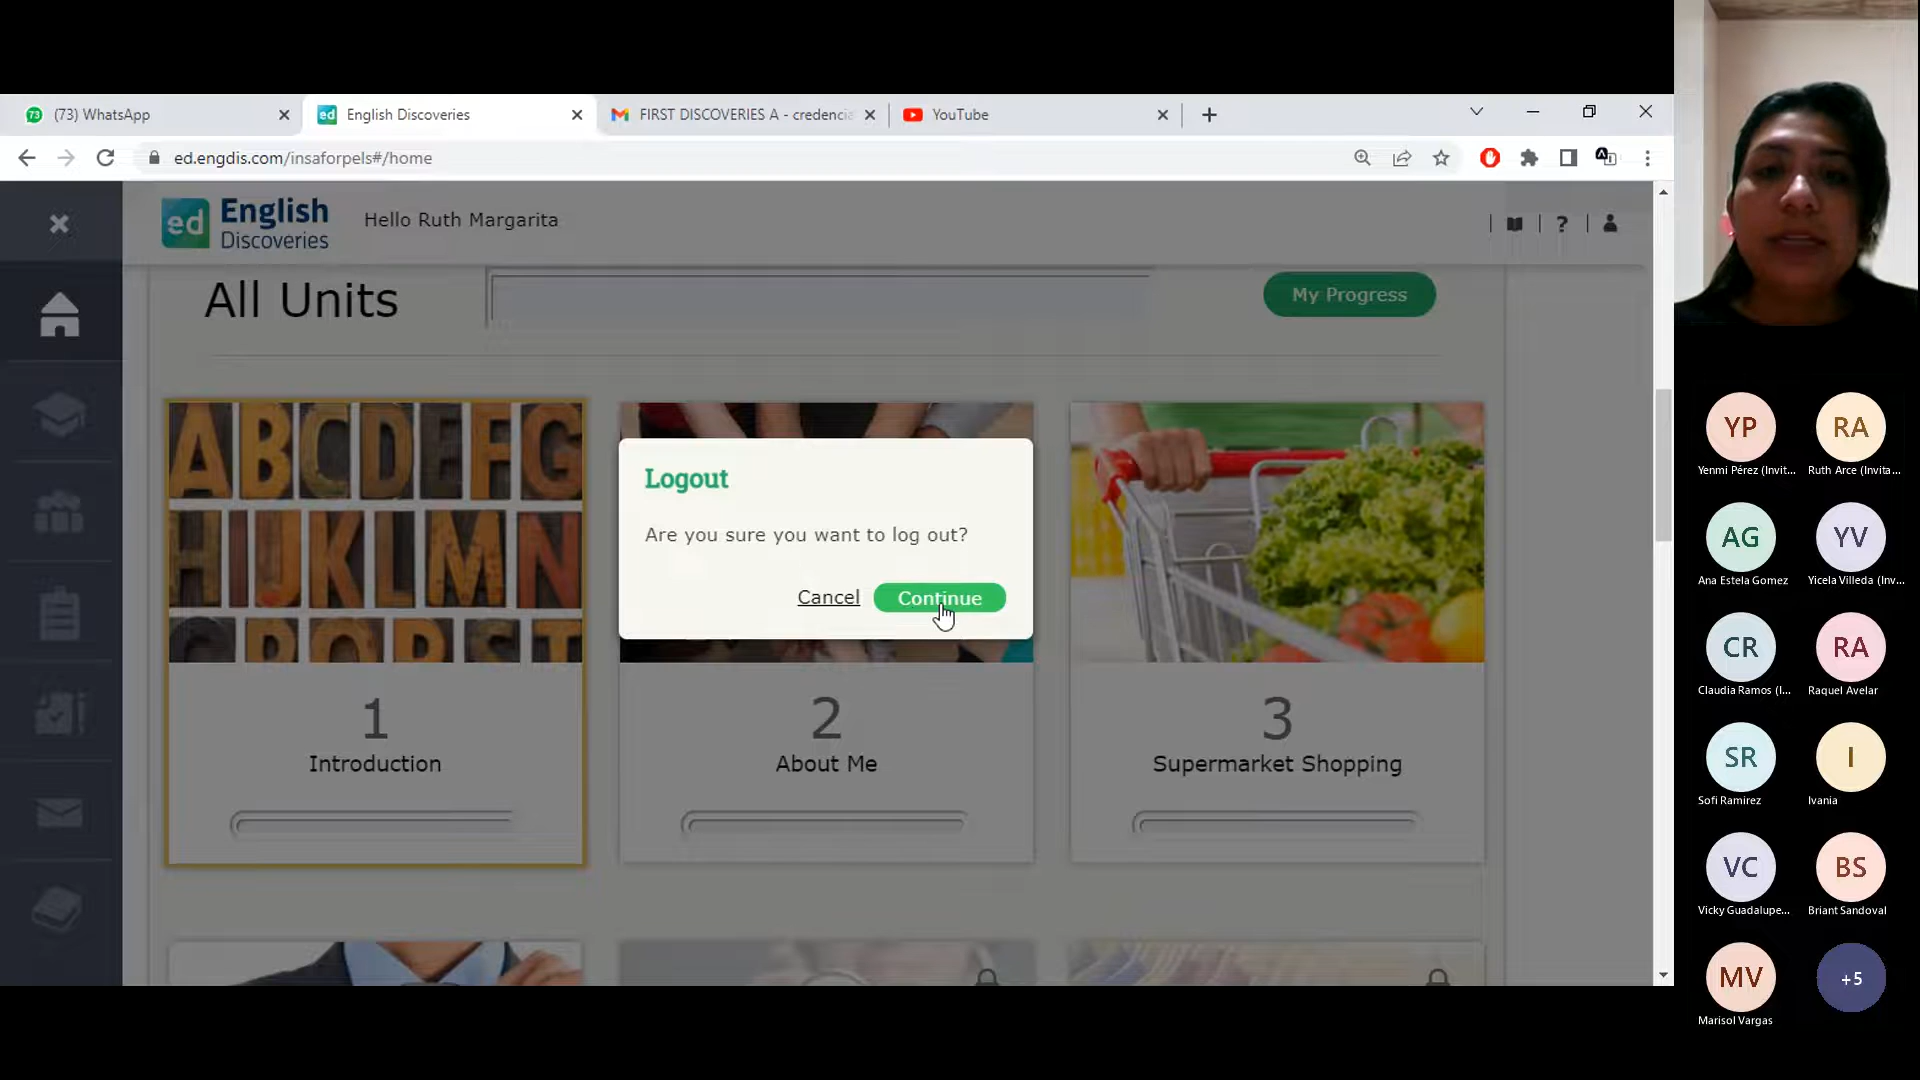 (73) WhatsApp
English Discoveries
FIRST DISCOVERIES A - credencia
YouTube
ed.engdis.com/insaforpels#/home
ed English Discoveries
Hello Ruth Margarita
?
All Units
My Progress
ABCDEFG
HIJKLMN
Logout
Are you sure you want to log out?
Cancel
Continue
1
Introduction
2
About Me
3
Supermarket Shopping
YP
Yenmi Pérez (Invit...
RA
Ruth Arce (Invita...
AG
Ana Estela Gomez
YV
Yicela Villeda (Inv...
CR
Claudia Ramos (I...
RA
Raquel Avelar
SR
Sofi Ramirez
I
Ivania
VC
Vicky Guadalupe...
BS
Briant Sandoval
MV
Marisol Vargas
+5